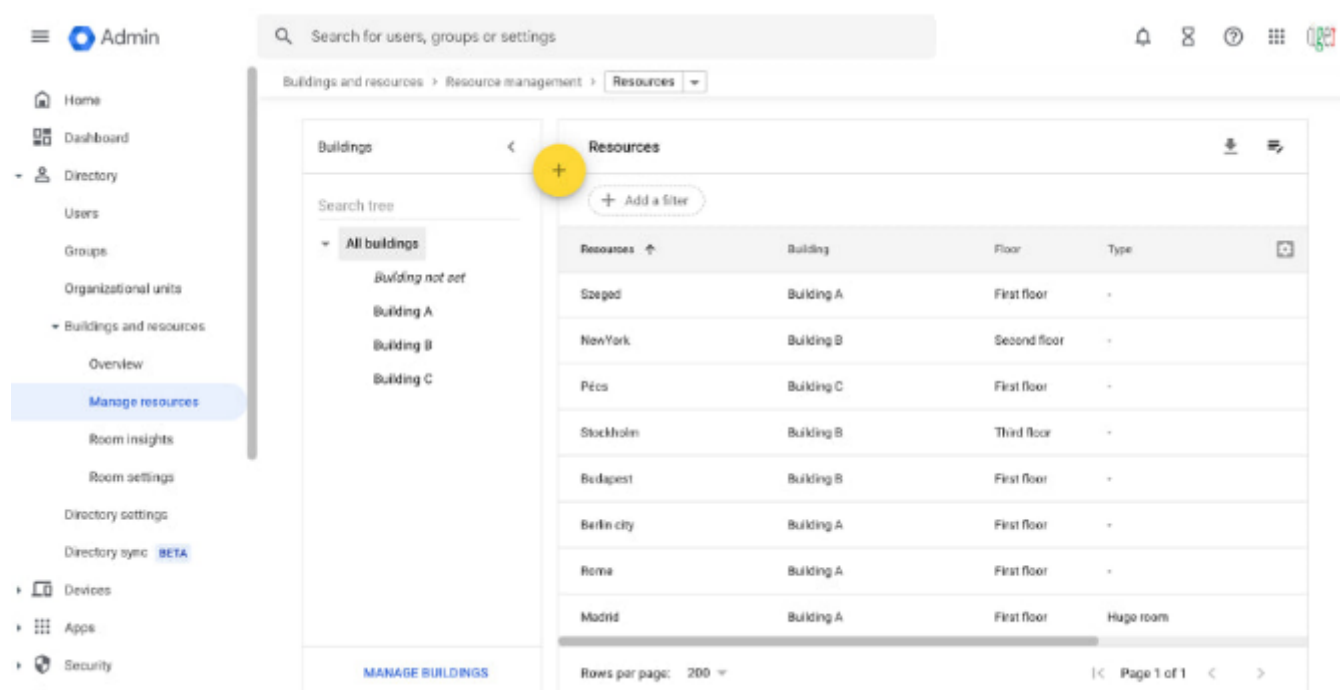 Admin
Search for users, groups or settings
Buildings and resources > Resource management > Resources
Home
Dashboard
Directory
Users
Groups
Organizational units
Buildings and resources
Overview
Manage resources
Room insights
Room settings
Directory settings
Directory sync BETA
Devices
Apps
Security
Buildings
Search tree
All buildings
Building not set
Building A
Building B
Building C
MANAGE BUILDINGS
Resources
+ Add a filter
Resources Building Floor Type
Szeged Building A First floor -
NewYork Building B Second floor -
Pécs Building C First floor -
Stockholm Building B Third floor -
Budapest Building B First floor -
Berlin city Building A First floor -
Rome Building A First floor -
Madrid Building A First floor Huge room
Rows per page: 200 Page 1 of 1